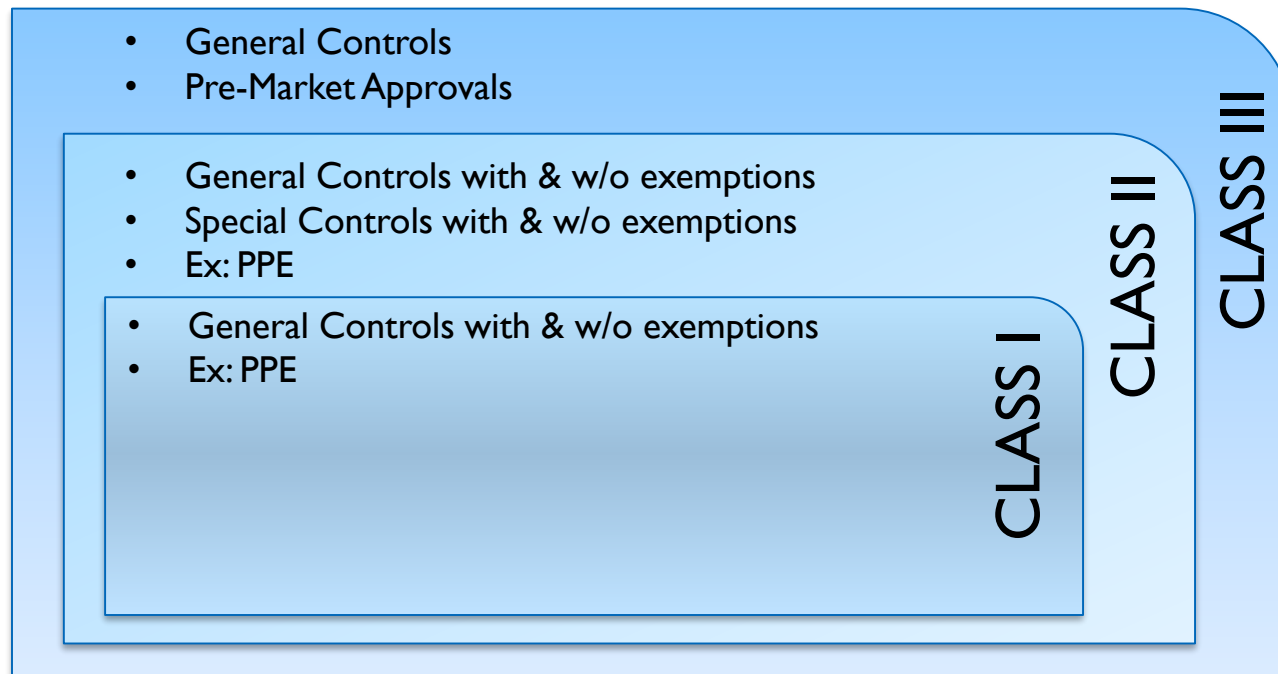 • General Controls
• Pre-Market Approvals
CLASS III
• General Controls with & w/o exemptions
• Special Controls with & w/o exemptions
• Ex: PPE
CLASS II
• General Controls with & w/o exemptions
• Ex: PPE
CLASS I